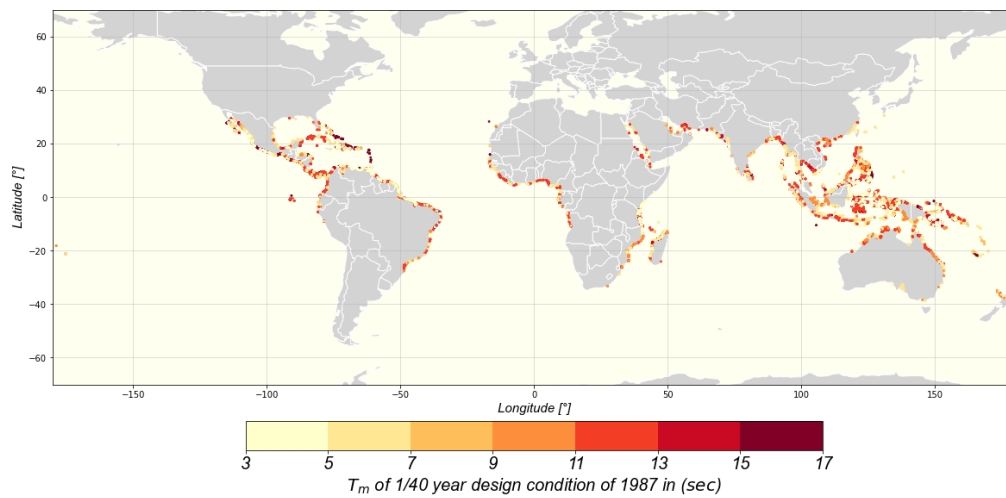 60
40
20
0
−20
−40
−60
Latitude [°]
−150 −100 −50 0 50 100 150
Longitude [°]
3 5 7 9 11 13 15 17
T_m of 1/40 year design condition of 1987 in (sec)